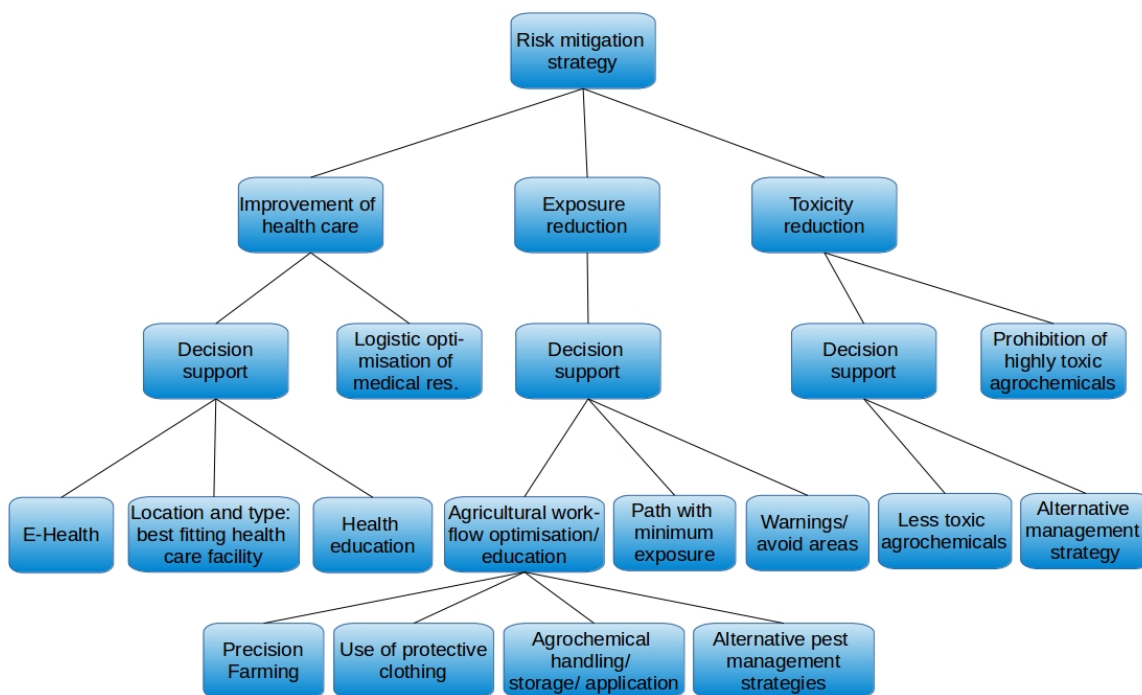 Risk mitigation
strategy
Improvement of
health care
Exposure
reduction
Toxicity
reduction
Decision
support
Logistic opti-
misation of
medical res.
Decision
support
Decision
support
Prohibition of
highly toxic
agrochemicals
E-Health
Location and type:
best fitting health
care facility
Health
education
Agricultural work-
flow optimisation/
education
Path with
minimum
exposure
Warnings/
avoid areas
Less toxic
agrochemicals
Alternative
management
strategy
Precision
Farming
Use of protective
clothing
Agrochemical
handling/
storage/ application
Alternative pest
management
strategies